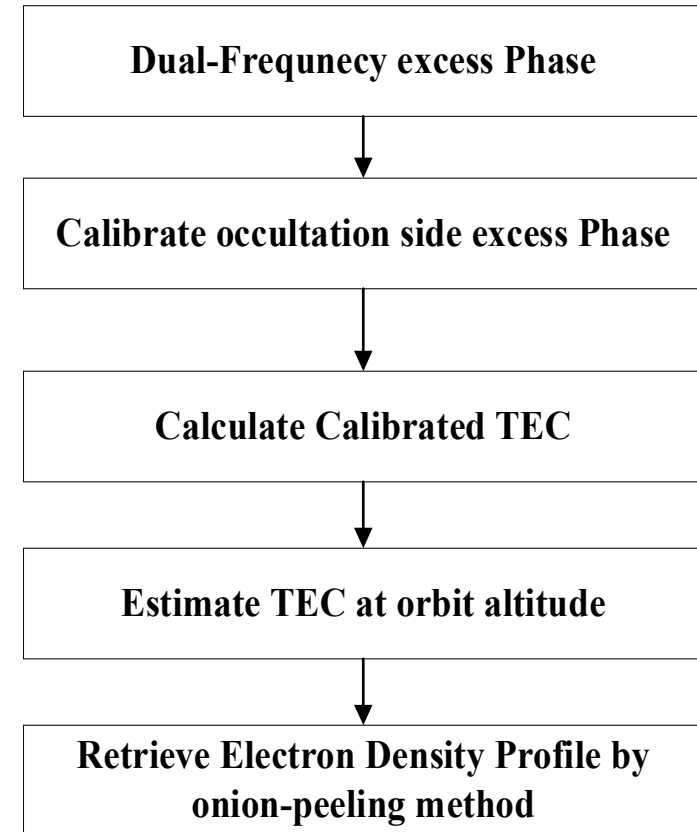 Dual-Frequnecy excess Phase
Calibrate occultation side excess Phase
Calculate Calibrated TEC
Estimate TEC at orbit altitude
Retrieve Electron Density Profile by
onion-peeling method